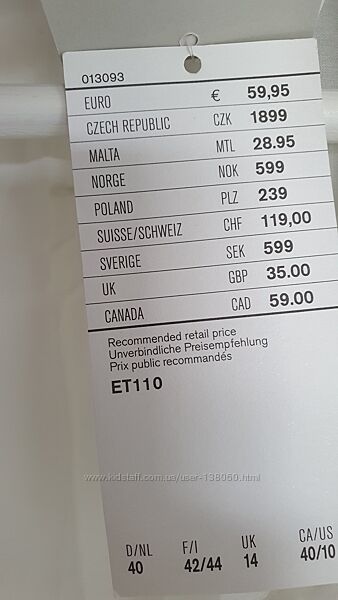 013093
EURO € 59,95
CZECH REPUBLIC CZK 1899
MALTA MTL 28.95
NORGE NOK 599
POLAND PLZ 239
SUISSE/SCHWEIZ CHF 119,00
SVERIGE SEK 599
UK GBP 35.00
CANADA CAD 59.00
Recommended retail price
Unverbindliche Preisempfehlung
Prix public recommandés
ET110
www.kidstaff.com.ua/user-138060.html
D/NL F/I UK CA/US
40 42/44 14 40/10